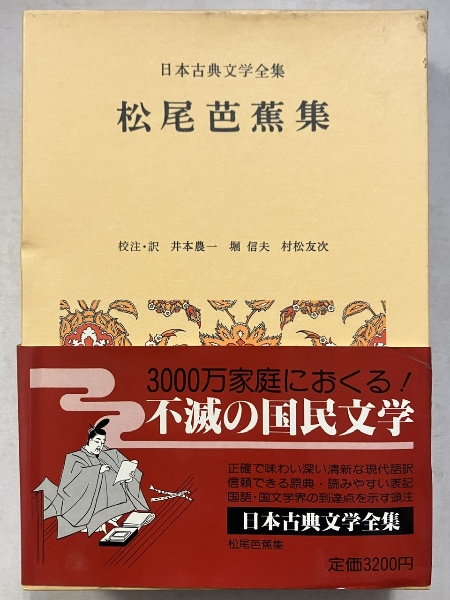 日本古典文学全集
松尾芭蕉集
校注・訳 井本農一 堀 信夫 村松友次
3000万家庭におくる！
不滅の国民文学
正確で味わい深い清新な現代語訳
信頼できる原典・読みやすい表記
国語・国文学界の到達点を示す頭注
日本古典文学全集
松尾芭蕉集
定価3200円